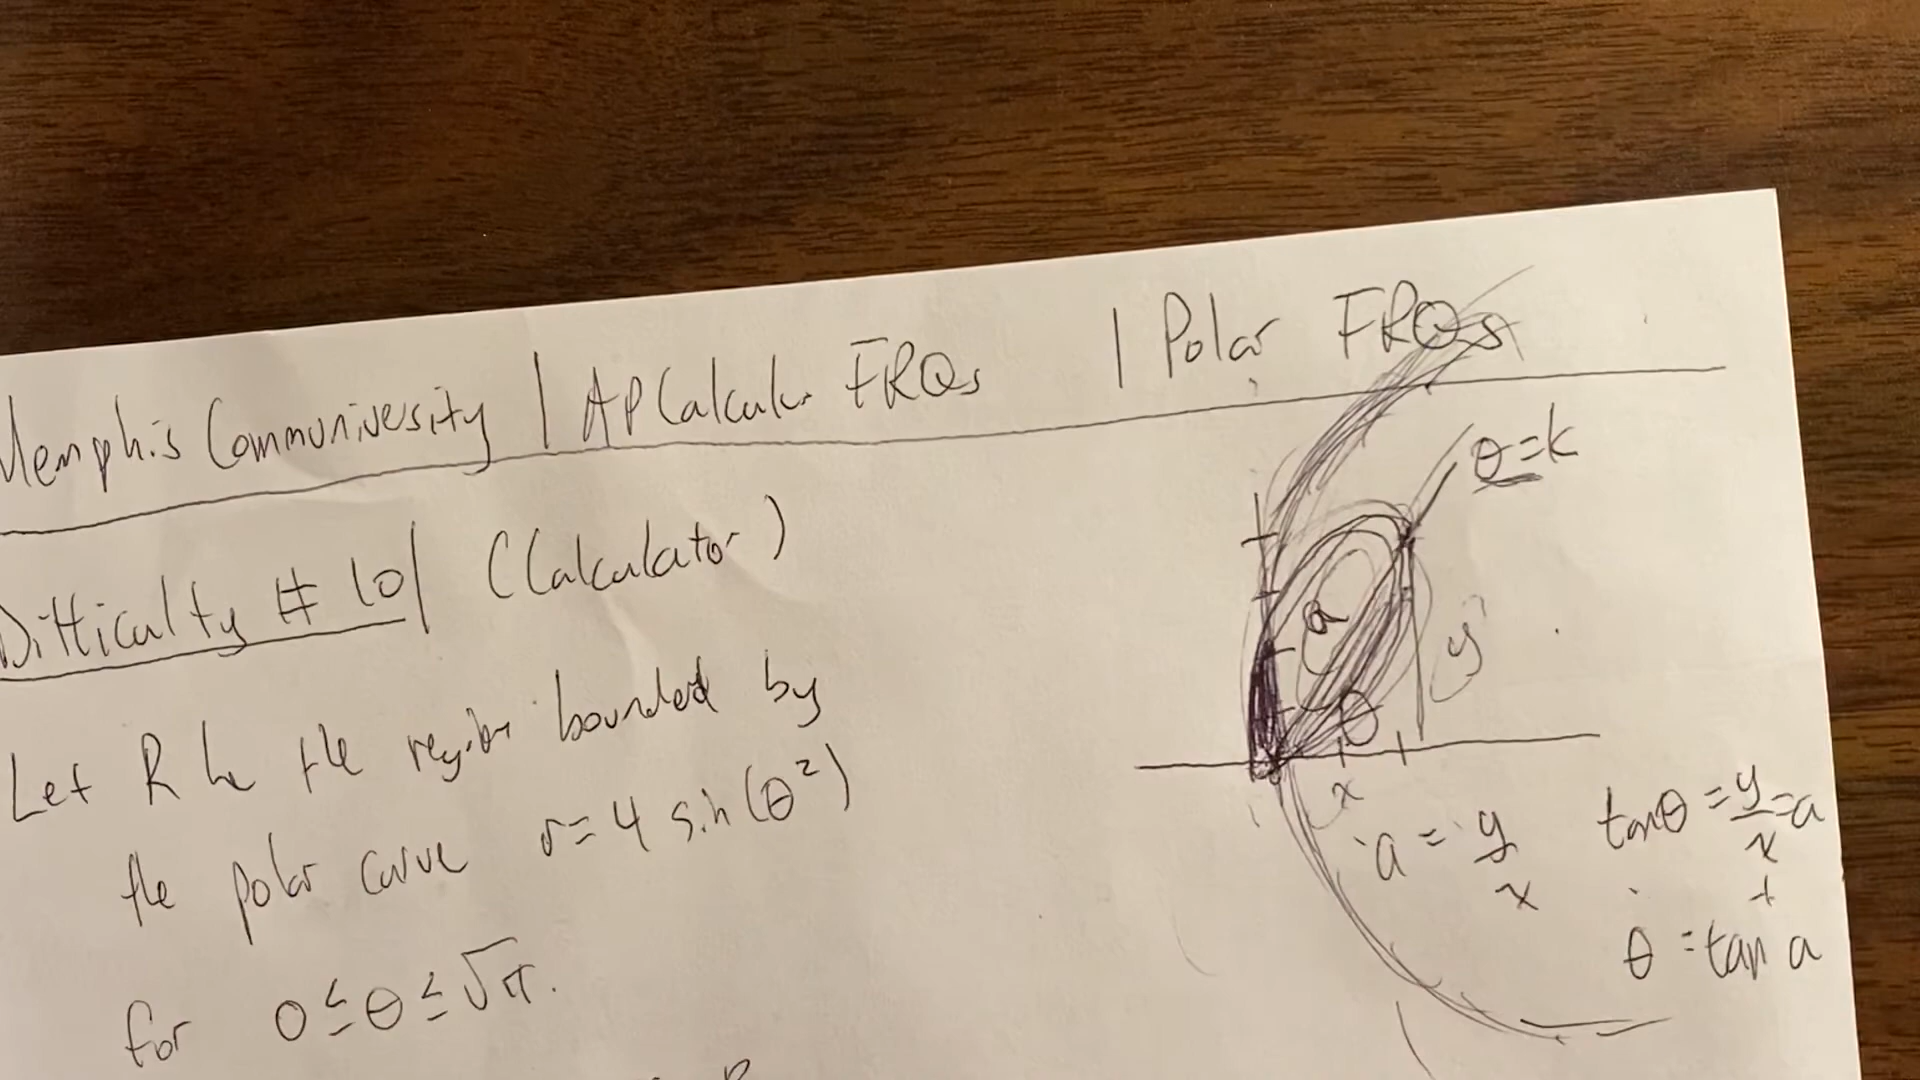 Memphis Communiversity | AP Calculus FRQs | Polar FRQs
Difficulty # 10 | (Calculator)
Let R be the region bounded by
the polar curve r = 4 sin(θ²)
for 0 ≤ θ ≤ √π.
θ = k
a
θ
y
x
a = y/x
tanθ = y/x = a
θ = tan a